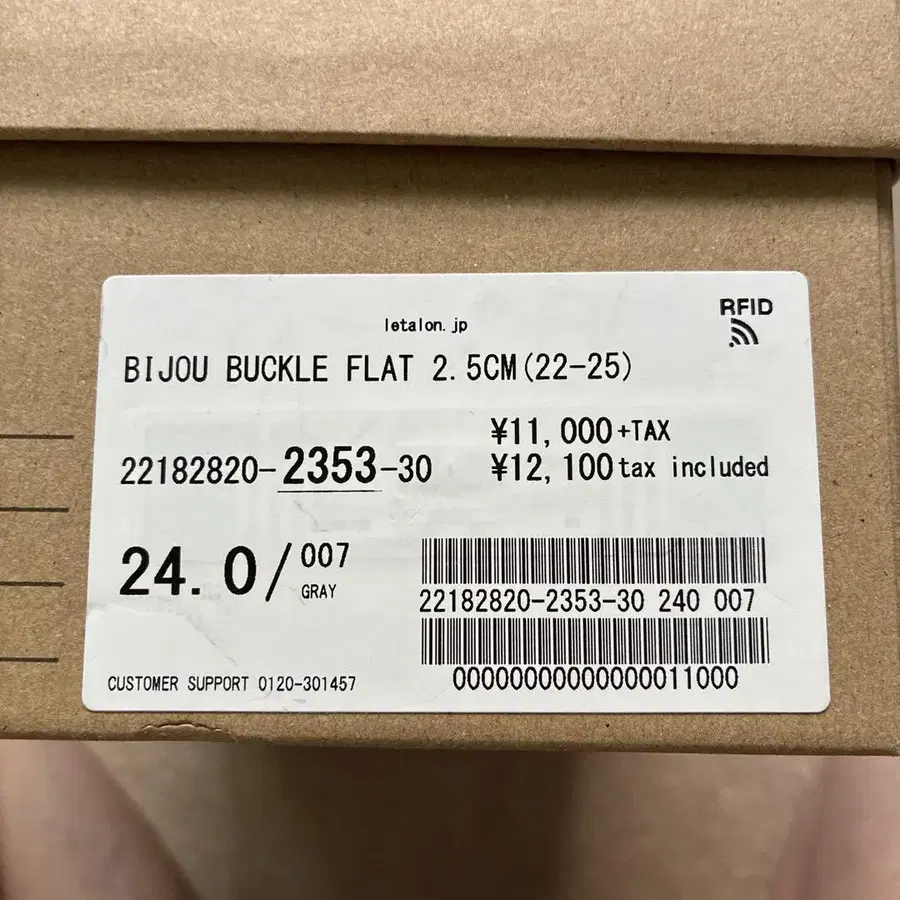 RFID
letalon.jp
BIJOU BUCKLE FLAT 2.5CM(22-25)
¥11,000+TAX
22182820-2353-30 ¥12,100 tax included
24.0/007
GRAY
22182820-2353-30 240 007
00000000000000011000
CUSTOMER SUPPORT 0120-301457